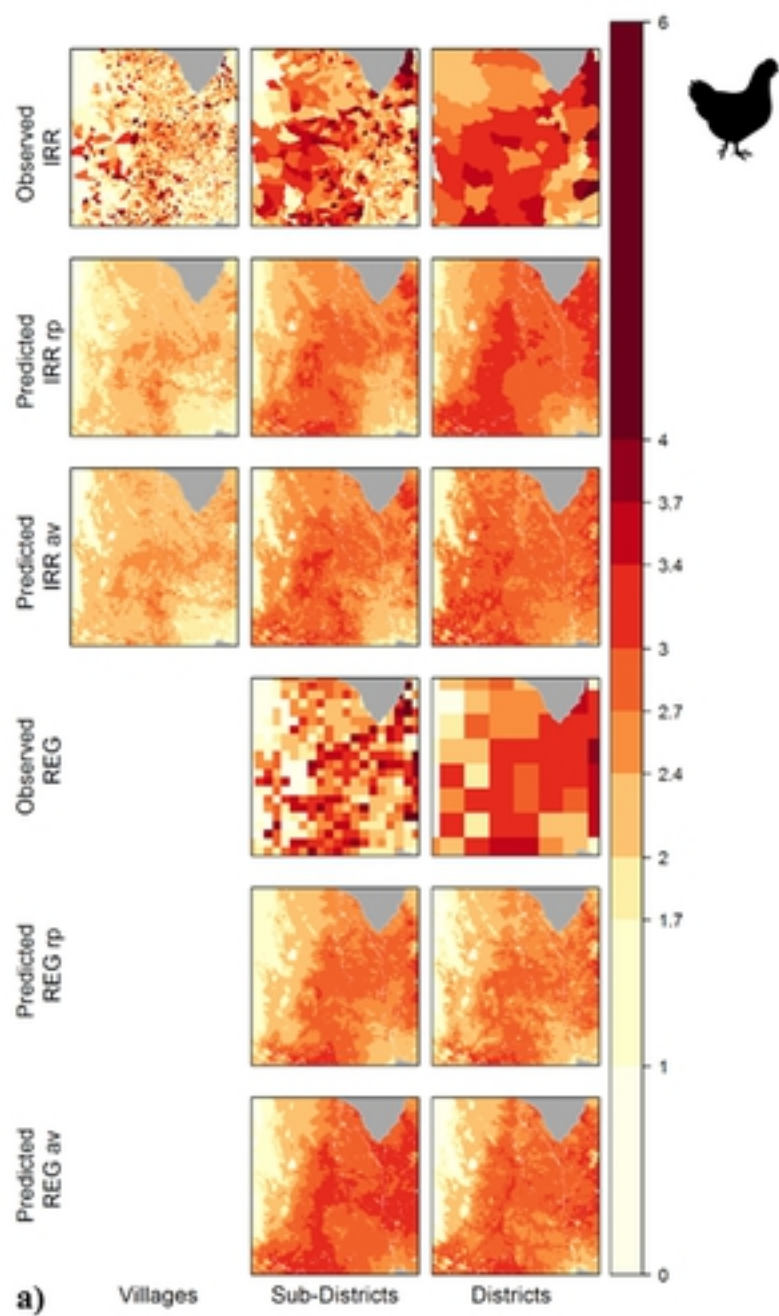 6
Observed
IRR
Predicted
IRR rp
4
3.7
Predicted
IRR av
3.4
3
2.7
Observed
REG
2.4
2
1.7
Predicted
REG rp
1
Predicted
REG av
0
a)
Villages
Sub-Districts
Districts